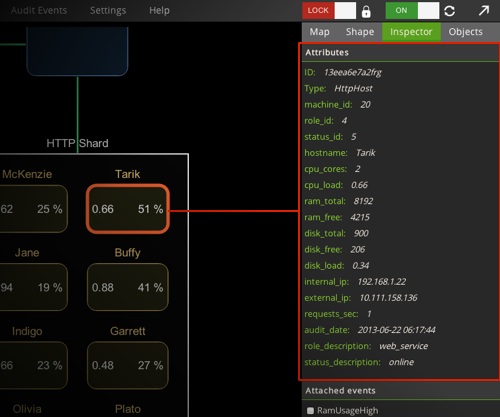 Audit Events Settings Help
LOCK ON
Map Shape Inspector Objects
Attributes
ID: 13eea6e7a2frg
Type: HttpHost
machine_id: 20
role_id: 4
status_id: 5
hostname: Tarik
cpu_cores: 2
cpu_load: 0.66
ram_total: 8192
ram_free: 4215
disk_total: 900
disk_free: 206
disk_load: 0.34
internal_ip: 192.168.1.22
external_ip: 10.111.158.136
requests_sec: 1
audit_date: 2013-06-22 06:17:44
role_description: web_service
status_description: online
Attached events
RamUsageHigh
HTTP Shard
McKenzie Tarik
62 25 % 0.66 51 %
Jane Buffy
94 19 % 0.88 41 %
Indigo Garrett
66 23 % 0.48 27 %
Olivia Plato